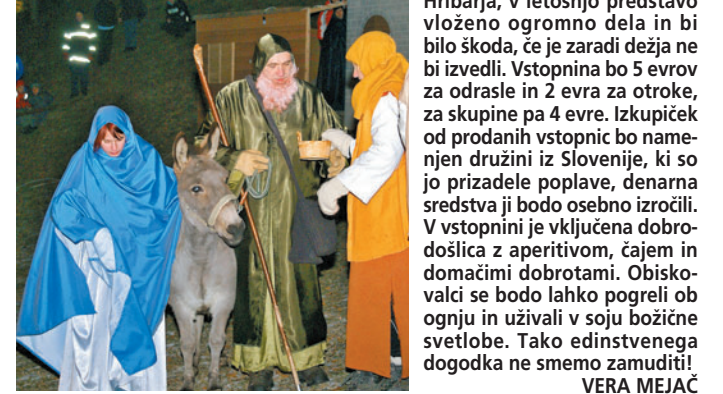 Hribarja, v letošnjo predstavo
vloženo ogromno dela in bi
bilo škoda, če je zaradi dežja ne
bi izvedli. Vstopnina bo 5 evrov
za odrasle in 2 evra za otroke,
za skupine pa 4 evre. Izkupiček
od prodanih vstopnic bo name-
njen družini iz Slovenije, ki so
jo prizadele poplave, denarna
sredstva ji bodo osebno izročili.
V vstopnini je vključena dobro-
došlica z aperitivom, čajem in
domačimi dobrotami. Obisko-
valci se bodo lahko pogreli ob
ognju in uživali v soju božične
svetlobe. Tako edinstvenega
dogodka ne smemo zamuditi!
VERA MEJAČ